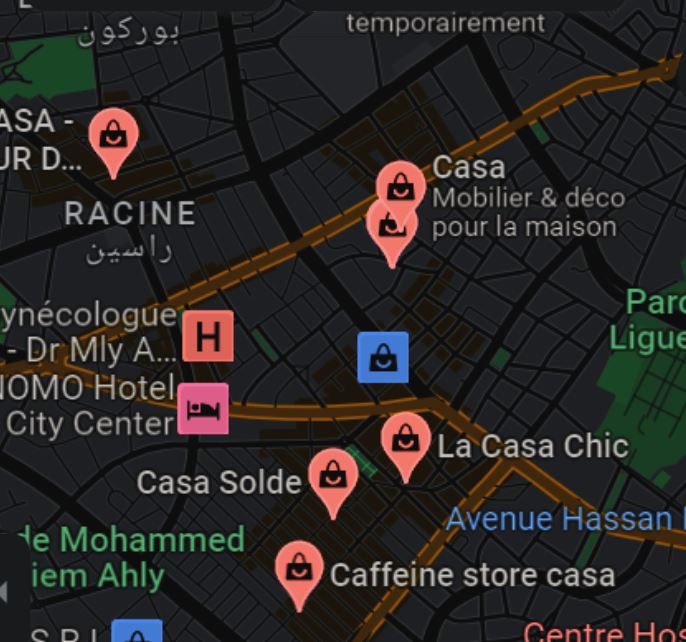 بوركون
temporairement
ASA -
UR D...
Casa
Mobilier & déco
pour la maison
RACINE
راسين
ynécologue
- Dr Mly A...
H
NOMO Hotel
City Center
Parc
Ligue
La Casa Chic
Casa Solde
Avenue Hassan
de Mohammed
iem Ahly
Caffeine store casa
Centre Hos